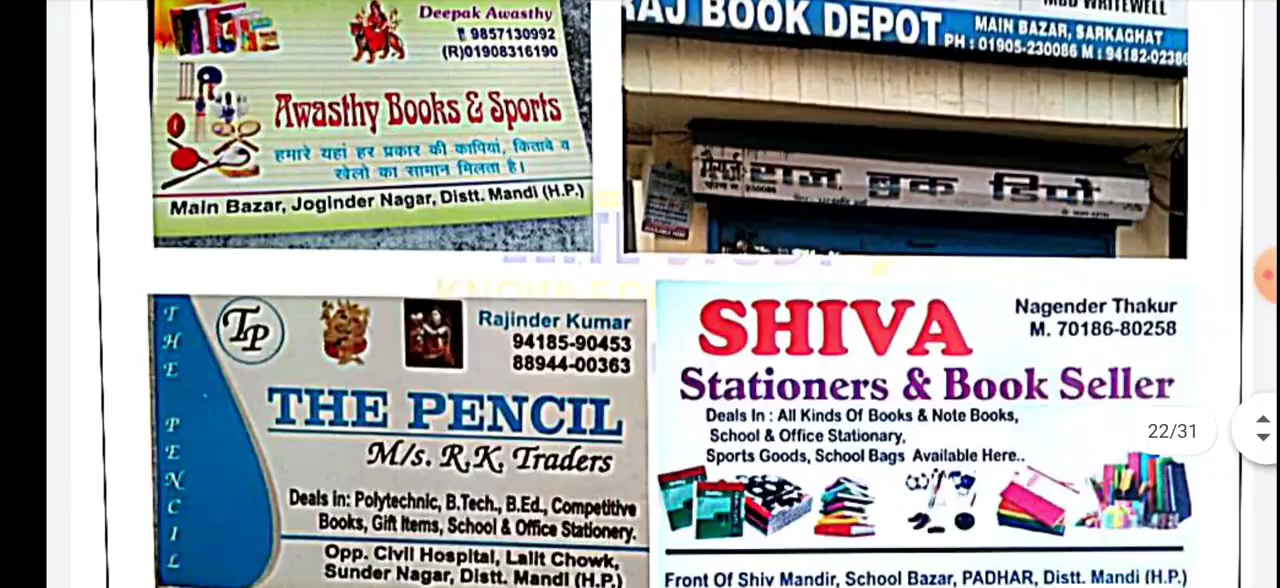 Deepak Awasthy
9857130992
(R)01908316190
Awasthy Books & Sports
हमारे यहां हर प्रकार की कापियां, किताबे व
खेलो का सामान मिलता है।
Main Bazar, Joginder Nagar, Distt. Mandi (H.P.)
WRITEWELL
RAJ BOOK DEPOT
MAIN BAZAR, SARKAGHAT
PH : 01905-230086 M : 94182-0238
राज बुक डिपो
230086
THE PENCIL
TP
Rajinder Kumar
94185-90453
88944-00363
THE PENCIL
M/s. R.K. Traders
Deals in: Polytechnic, B.Tech., B.Ed., Competitive
Books, Gift Items, School & Office Stationery.
Opp. Civil Hospital, Lalit Chowk,
Sunder Nagar, Distt. Mandi (H.P.)
SHIVA
Nagender Thakur
M. 70186-80258
Stationers & Book Seller
Deals In : All Kinds Of Books & Note Books,
School & Office Stationary,
Sports Goods, School Bags Available Here..
Front Of Shiv Mandir, School Bazar, PADHAR, Distt. Mandi (H.P.)
22/31